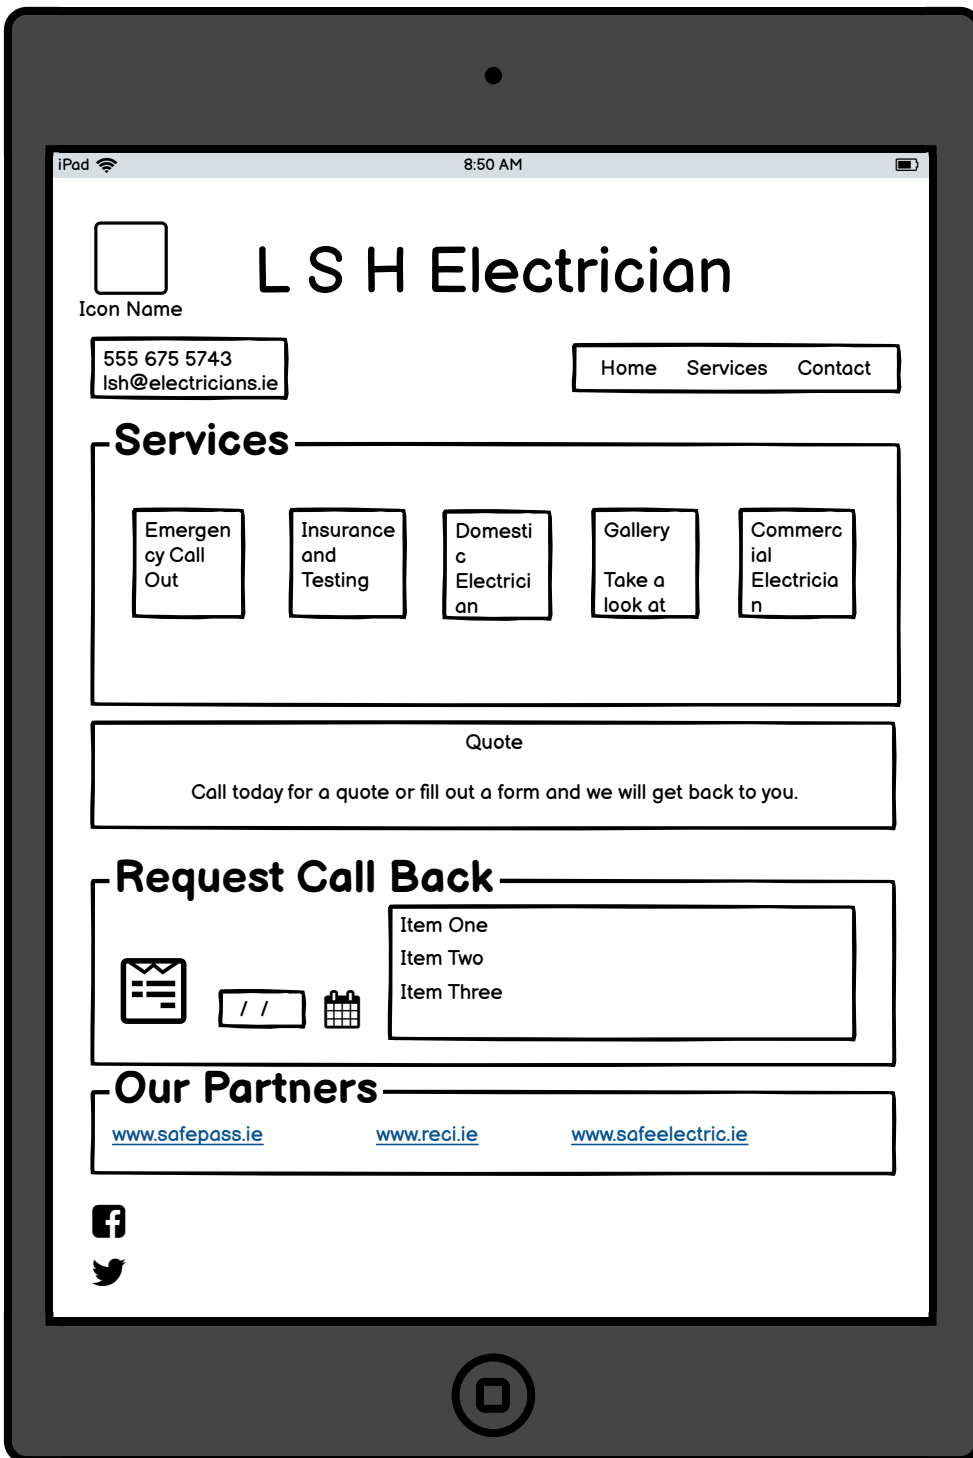 iPad
8:50 AM
L S H Electrician
Icon Name
555 675 5743
lsh@electricians.ie
Home Services Contact
Services
Emergen
cy Call
Out
Insurance
and
Testing
Domesti
c
Electrici
an
Gallery
Take a
look at
Commerc
ial
Electricia
n
Quote
Call today for a quote or fill out a form and we will get back to you.
Request Call Back
/ /
Item One
Item Two
Item Three
Our Partners
www.safepass.ie www.reci.ie www.safeelectric.ie